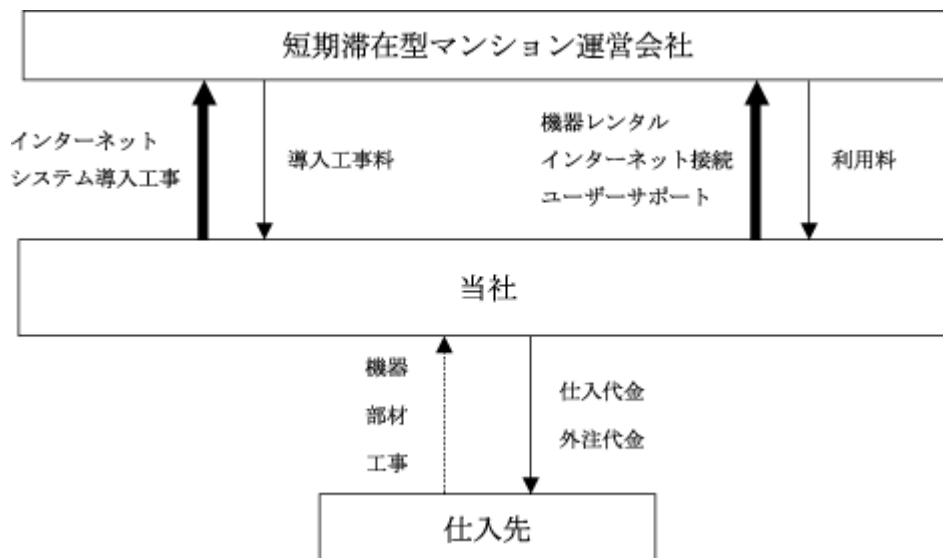 短期滞在型マンション運営会社
インターネット
システム導入工事
導入工事料
機器レンタル
インターネット接続
ユーザーサポート
利用料
当社
機器
部材
工事
仕入代金
外注代金
仕入先